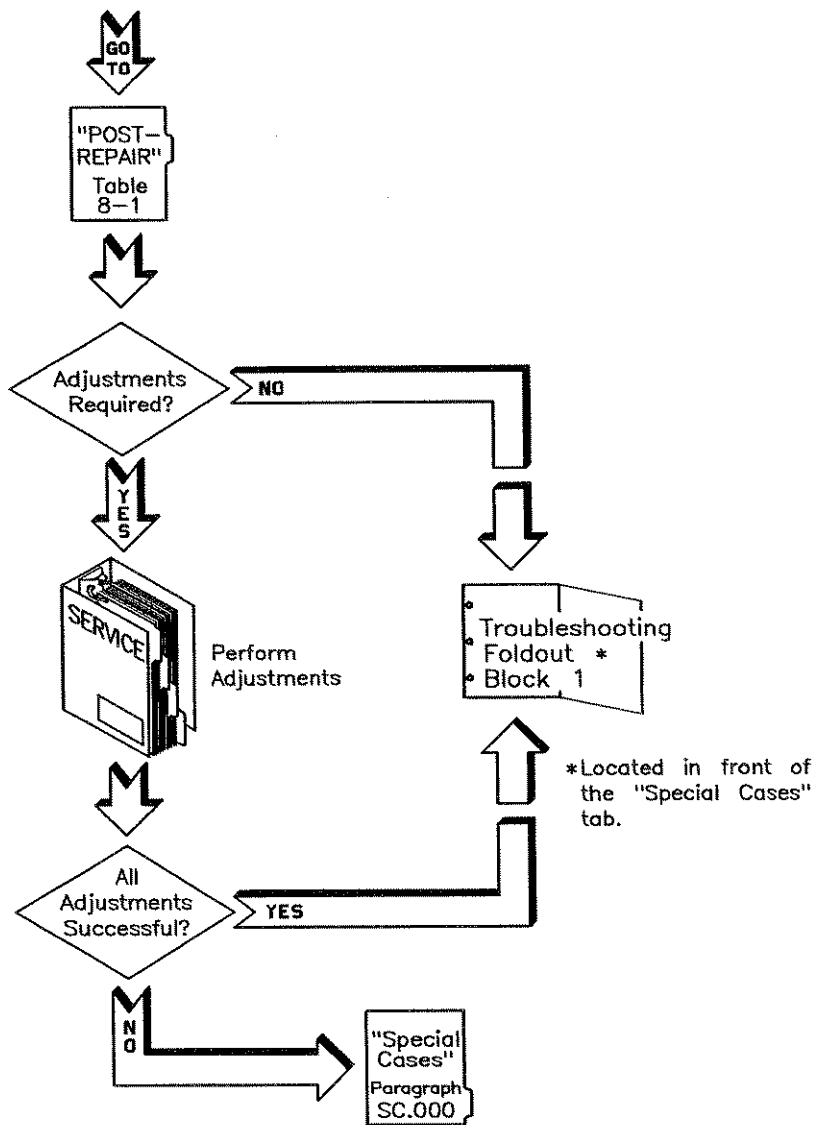 GO
TO
"POST-
REPAIR"
Table
8-1
Adjustments
Required?
NO
YES
SERVICE
Perform
Adjustments
Troubleshooting
Foldout *
Block 1
*Located in front of
the "Special Cases"
tab.
All
Adjustments
Successful?
YES
NO
"Special
Cases"
Paragraph
SC.000